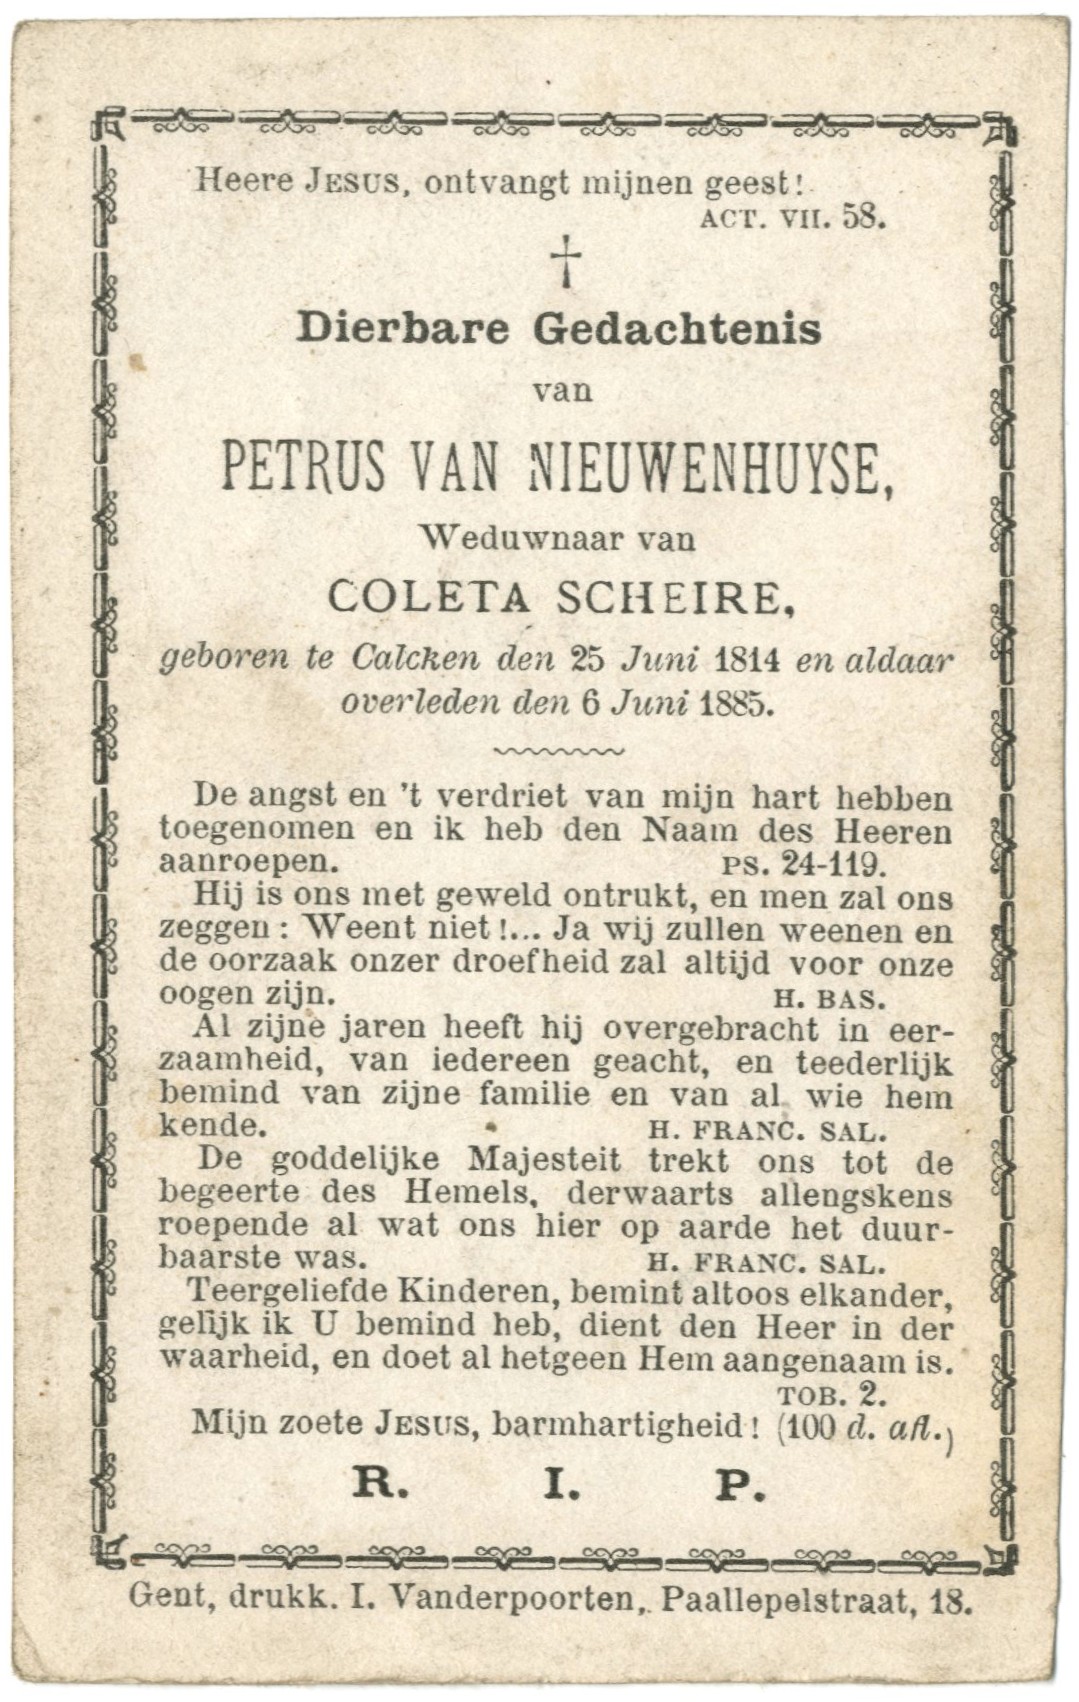 Heere JESUS, ontvangt mijnen geest!
ACT. VII. 58.
†
Dierbare Gedachtenis
van
PETRUS VAN NIEUWENHUYSE,
Weduwnaar van
COLETA SCHEIRE,
geboren te Calcken den 25 Juni 1814 en aldaar
overleden den 6 Juni 1885.
De angst en 't verdriet van mijn hart hebben
toegenomen en ik heb den Naam des Heeren
aanroepen. PS. 24-119.
Hij is ons met geweld ontrukt, en men zal ons
zeggen : Weent niet !... Ja wij zullen weenen en
de oorzaak onzer droefheid zal altijd voor onze
oogen zijn. H. BAS.
Al zijne jaren heeft hij overgebracht in eer-
zaamheid, van iedereen geacht, en teederlijk
bemind van zijne familie en van al wie hem
kende. H. FRANC. SAL.
De goddelijke Majesteit trekt ons tot de
begeerte des Hemels, derwaarts allengskens
roepende al wat ons hier op aarde het duur-
baarste was. H. FRANC. SAL.
Teergeliefde Kinderen, bemint altoos elkander,
gelijk ik U bemind heb, dient den Heer in der
waarheid, en doet al hetgeen Hem aangenaam is.
TOB. 2.
Mijn zoete JESUS, barmhartigheid ! (100 d. afl.)
R. I. P.
Gent, drukk. I. Vanderpoorten, Paallepelstraat, 18.